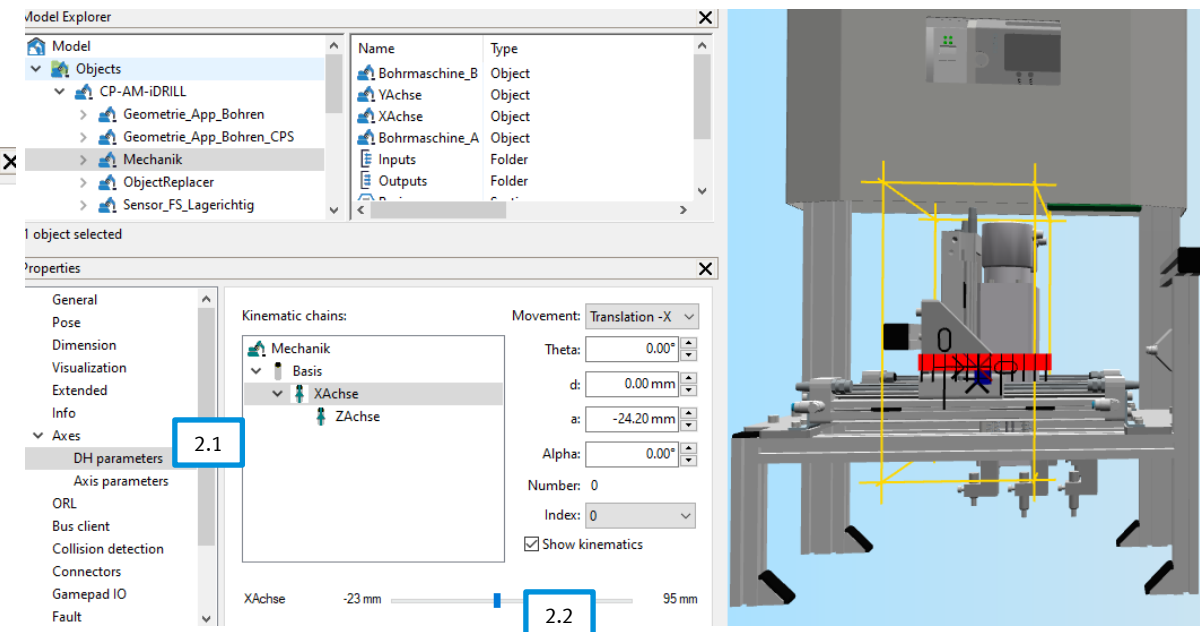 Model Explorer
Model
Objects
CP-AM-iDRILL
Geometrie_App_Bohren
Geometrie_App_Bohren_CPS
Mechanik
ObjectReplacer
Sensor_FS_Lagerichtig
Name Type
Bohrmaschine_B Object
YAchse Object
XAchse Object
Bohrmaschine_A Object
Inputs Folder
Outputs Folder
1 object selected
Properties
General
Pose
Dimension
Visualization
Extended
Info
Axes
DH parameters
Axis parameters
ORL
Bus client
Collision detection
Connectors
Gamepad IO
Fault
2.1
Kinematic chains:
Mechanik
Basis
XAchse
ZAchse
Movement: Translation -X
Theta: 0.00°
d: 0.00 mm
a: -24.20 mm
Alpha: 0.00°
Number: 0
Index: 0
Show kinematics
XAchse -23 mm 95 mm
2.2
0